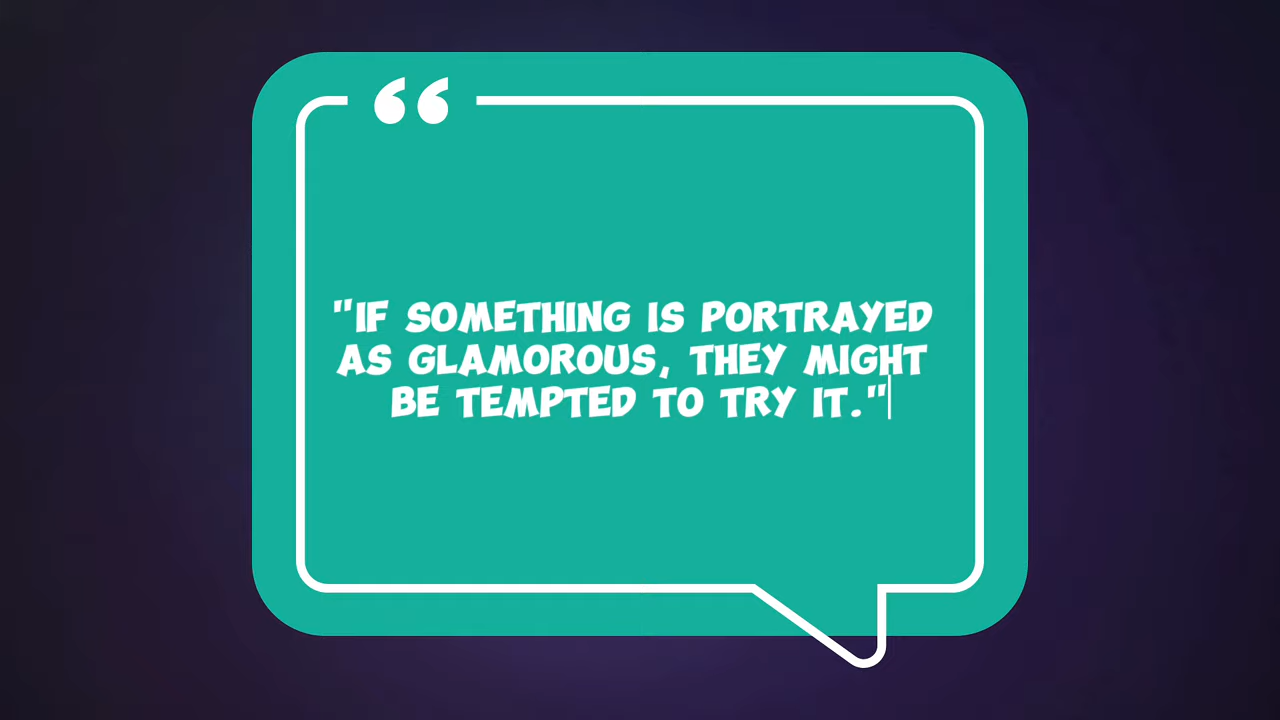 "IF SOMETHING IS PORTRAYED
AS GLAMOROUS, THEY MIGHT
BE TEMPTED TO TRY IT."